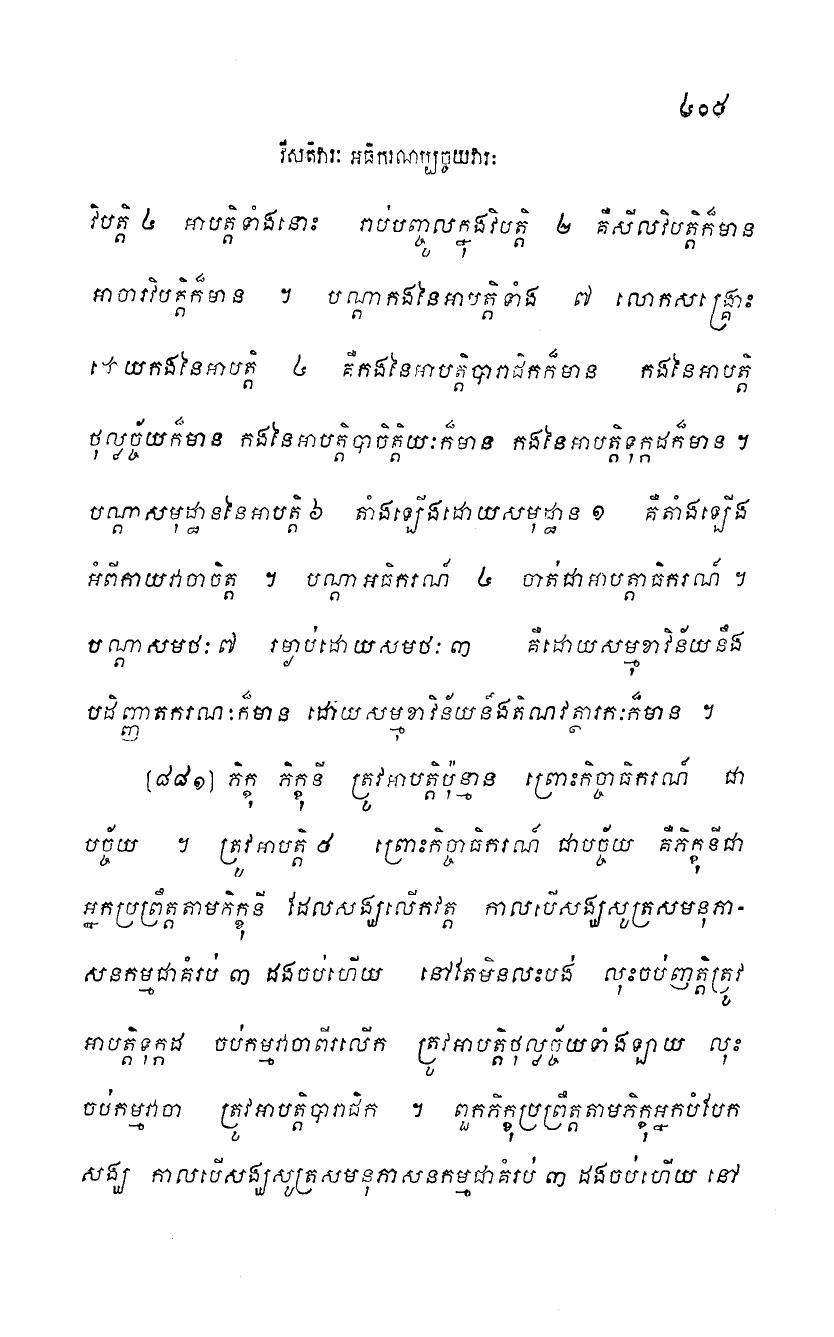 ៤០៩
វីសតិវារៈ អធិករណប្បច្ចយវារៈ
វិបត្តិ ៤ អាបត្តិទាំងនោះ រាប់បញ្ចូលក្នុងវិបត្តិ ២ គឺសីលវិបត្តិក៏មាន
អាចារវិបត្តិក៏មាន ។ បណ្តាកងនៃអាបត្តិទាំង ៧ លោកសង្គ្រោះ
ដោយកងនៃអាបត្តិ ៤ គឺកងនៃអាបត្តិបារាជិកក៏មាន កងនៃអាបត្តិ
ថុល្លច្ច័យក៏មាន កងនៃអាបត្តិបាចិត្តិយៈក៏មាន កងនៃអាបត្តិទុក្កដក៏មាន ។
បណ្តាសមុដ្ឋាននៃអាបត្តិ ៦ តាំងឡើងដោយសមុដ្ឋាន ១ គឺតាំងឡើង
អំពីកាយវាចាចិត្ត ។ បណ្តាអធិករណ៍ ៤ ចាត់ជាអាបត្តាធិករណ៍ ។
បណ្តាសមថៈ ៧ រម្ងាប់ដោយសមថៈ ៣ គឺដោយសម្មុខាវិន័យនឹង
បដិញ្ញាតករណៈក៏មាន ដោយសម្មុខាវិន័យនឹងតិណវត្ថារកៈក៏មាន ។
[៨៨១] ភិក្ខុ ភិក្ខុនី ត្រូវអាបត្តិប៉ុន្មាន ព្រោះកិច្ចាធិករណ៍ ជា
បច្ច័យ ។ ត្រូវអាបត្តិ ៥ ព្រោះកិច្ចាធិករណ៍ ជាបច្ច័យ គឺភិក្ខុនីជា
អ្នកប្រព្រឹត្តតាមភិក្ខុនី ដែលសង្ឃលើកវត្ត កាលបើសង្ឃសូត្រសមនុភា-
សនកម្មជាគំរប់ ៣ ដងចប់ហើយ នៅតែមិនលះបង់ លុះចប់ញត្តិត្រូវ
អាបត្តិទុក្កដ ចប់កម្មវាចាពីរលើក ត្រូវអាបត្តិថុល្លច្ច័យទាំងឡាយ លុះ
ចប់កម្មវាចា ត្រូវអាបត្តិបារាជិក ។ ពួកភិក្ខុប្រព្រឹត្តតាមភិក្ខុអ្នកបំបែក
សង្ឃ កាលបើសង្ឃសូត្រសមនុភាសនកម្មជាគំរប់ ៣ ដងចប់ហើយ នៅ